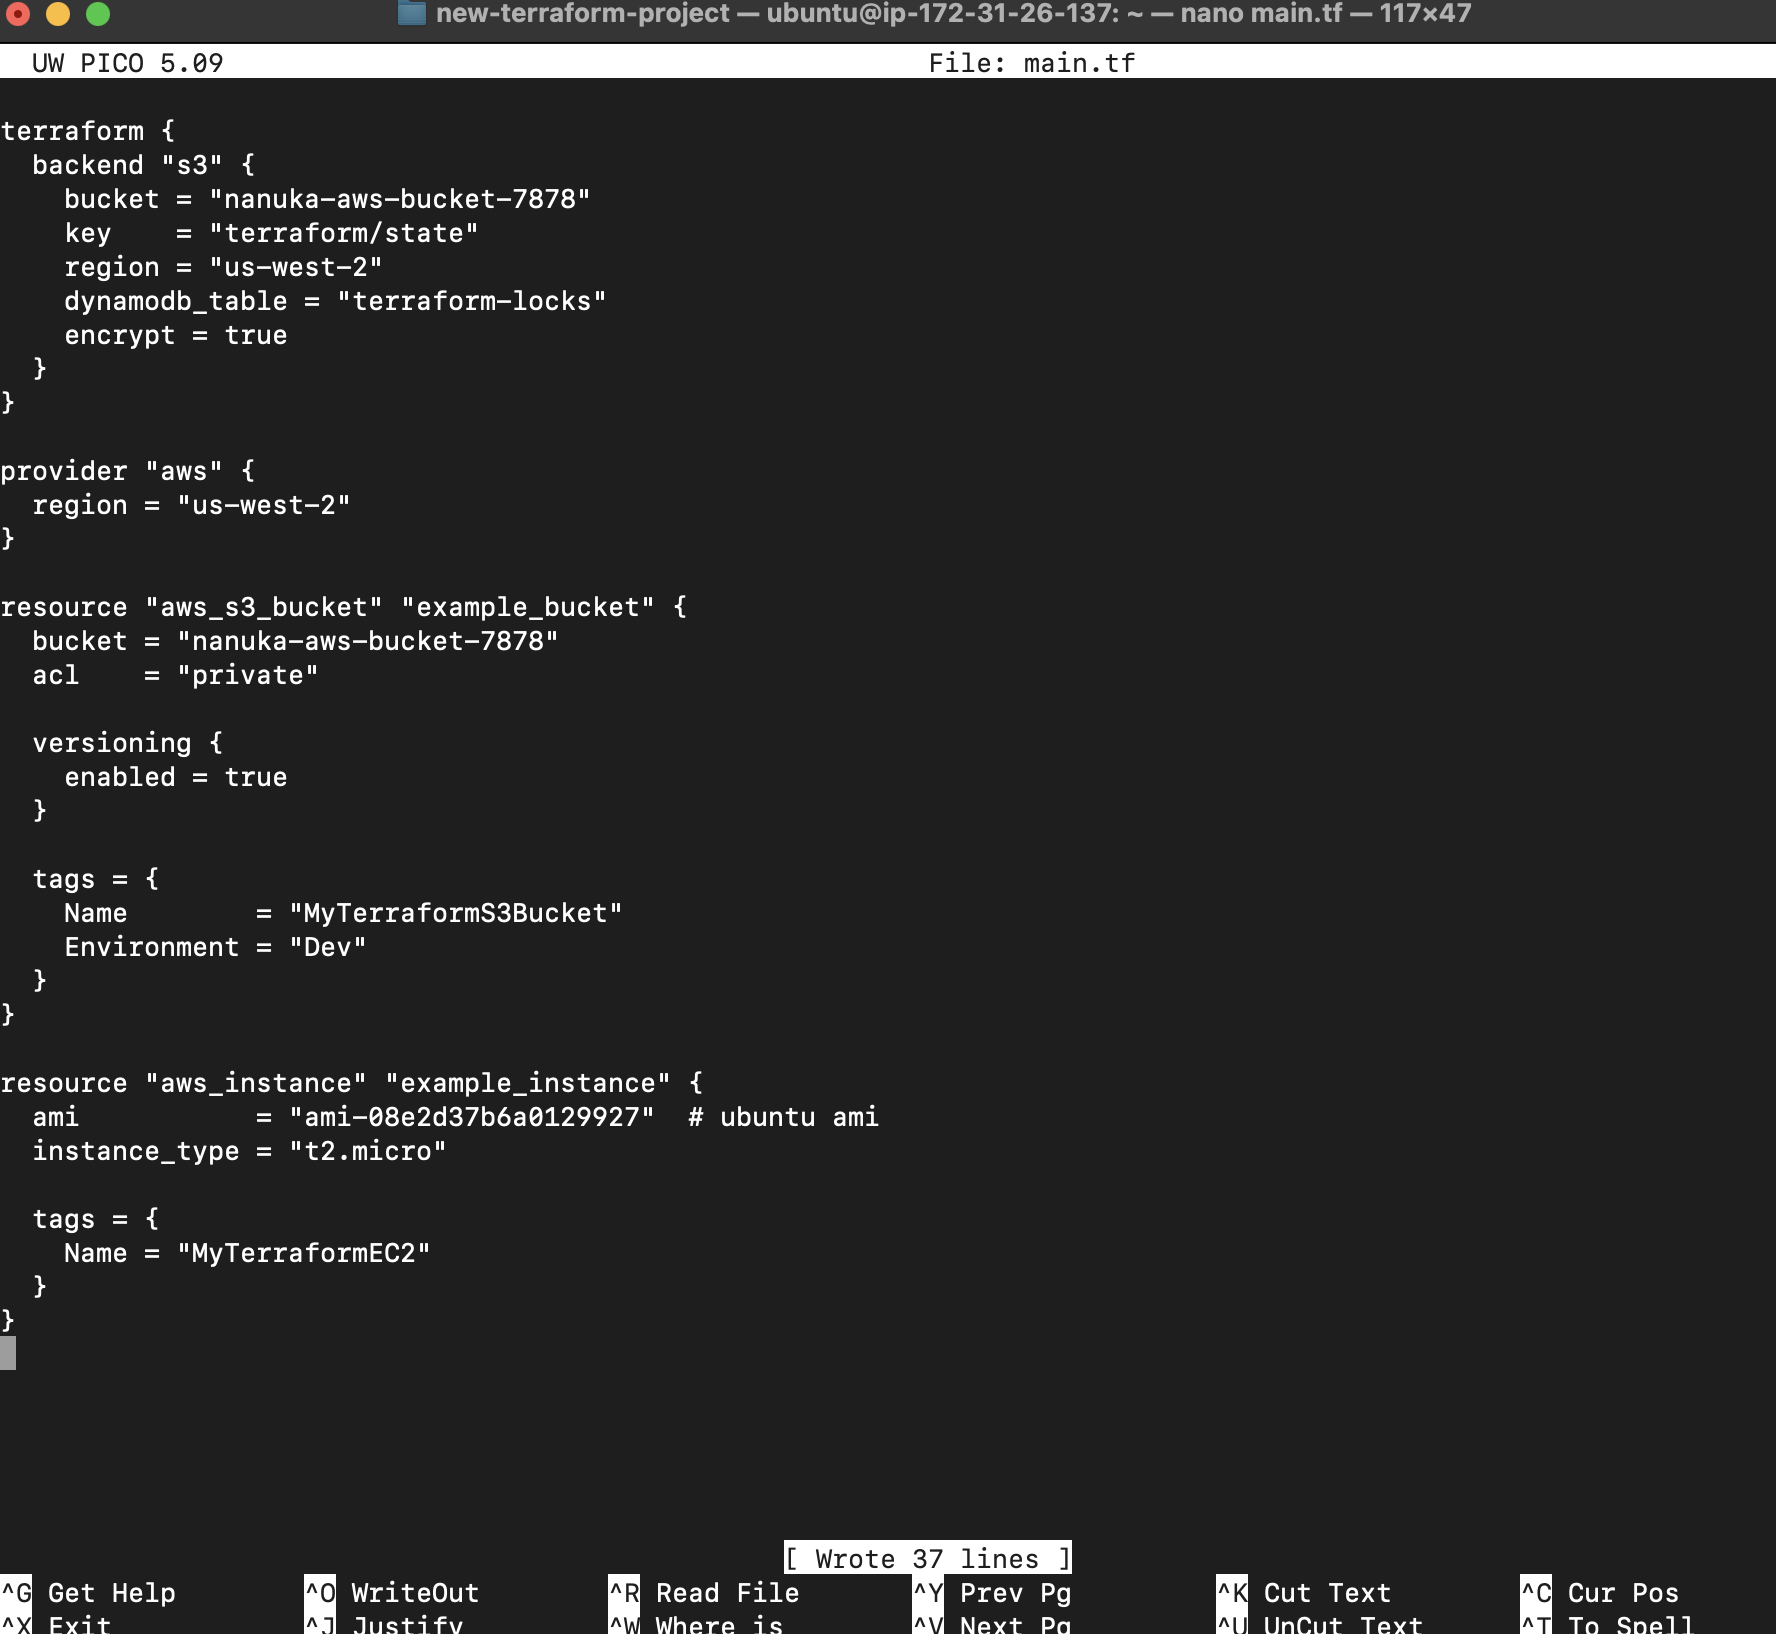 new-terraform-project — ubuntu@ip-172-31-26-137: ~ — nano main.tf — 117×47
UW PICO 5.09 File: main.tf
terraform {
  backend "s3" {
    bucket = "nanuka-aws-bucket-7878"
    key    = "terraform/state"
    region = "us-west-2"
    dynamodb_table = "terraform-locks"
    encrypt = true
  }
}
provider "aws" {
  region = "us-west-2"
}
resource "aws_s3_bucket" "example_bucket" {
  bucket = "nanuka-aws-bucket-7878"
  acl    = "private"
  versioning {
    enabled = true
  }
  tags = {
    Name        = "MyTerraformS3Bucket"
    Environment = "Dev"
  }
}
resource "aws_instance" "example_instance" {
  ami           = "ami-08e2d37b6a0129927"  # ubuntu ami
  instance_type = "t2.micro"
  tags = {
    Name = "MyTerraformEC2"
  }
}
[ Wrote 37 lines ]
^G Get Help ^O WriteOut ^R Read File ^Y Prev Pg ^K Cut Text ^C Cur Pos
^X Exit ^J Justify ^W Where is ^V Next Pg ^U UnCut Text ^T To Spell